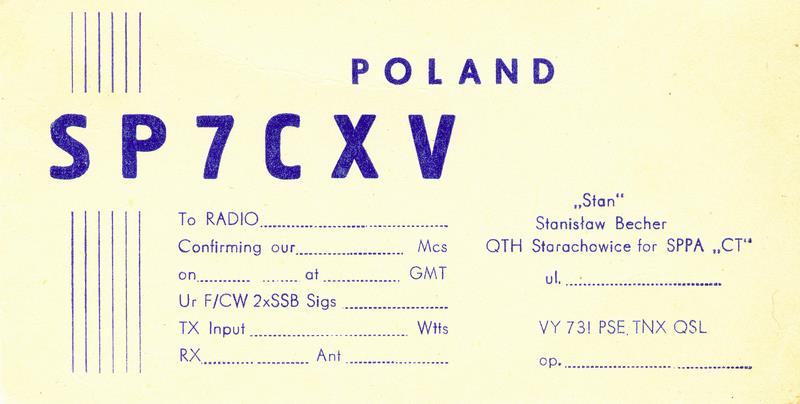 POLAND
SP7CXV
To RADIO
Confirming our Mcs
on at GMT
Ur F/CW 2xSSB Sigs
TX Input Wtts
RX Ant
„Stan“
Stanisław Becher
QTH Starachowice for SPPA „CT“
ul.
VY 73! PSE, TNX QSL
op.